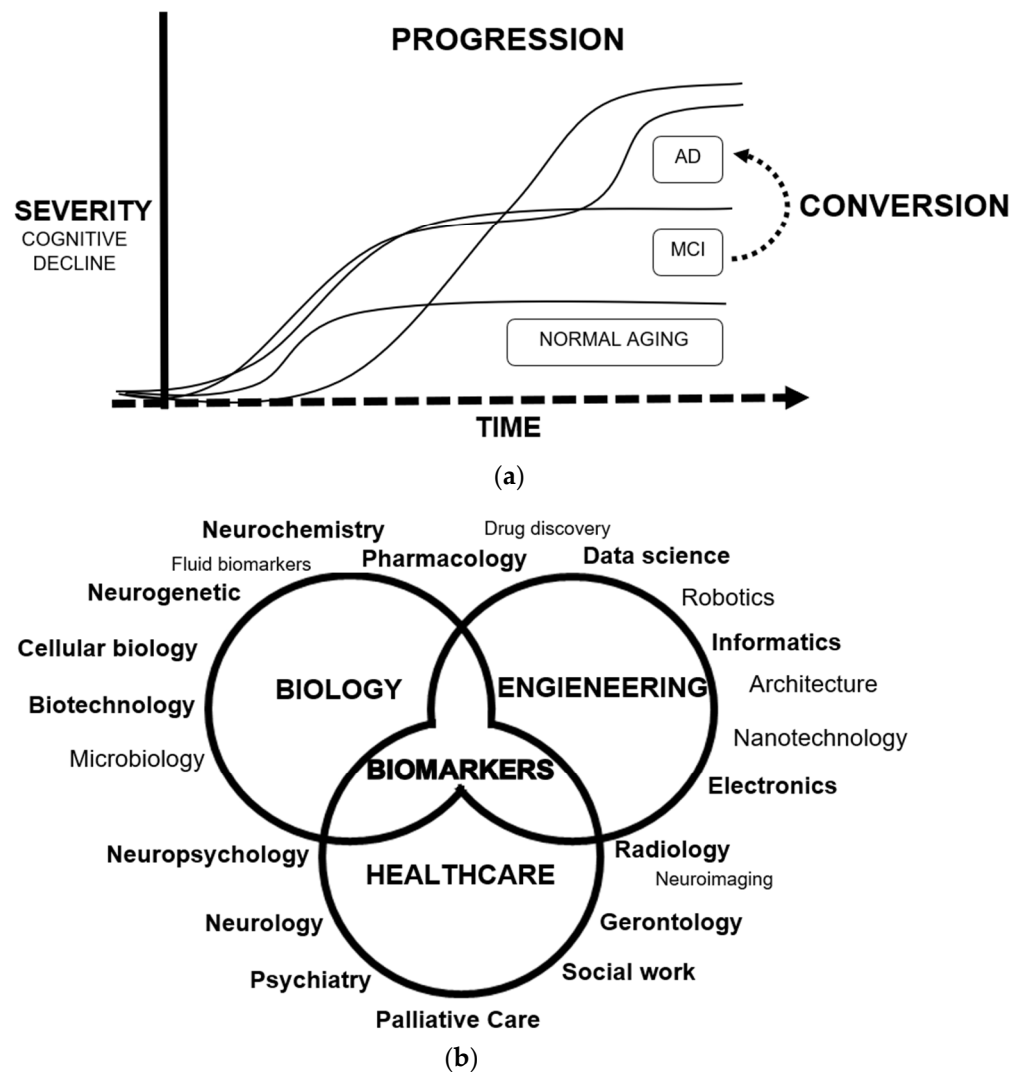 PROGRESSION
SEVERITY
COGNITIVE
DECLINE
AD
CONVERSION
MCI
NORMAL AGING
TIME
(a)
Neurochemistry
Drug discovery
Fluid biomarkers
Pharmacology
Data science
Neurogenetic
Robotics
Cellular biology
Informatics
BIOLOGY
ENGIENEERING
Architecture
Biotechnology
Nanotechnology
Microbiology
BIOMARKERS
Electronics
Neuropsychology
Radiology
HEALTHCARE
Neuroimaging
Neurology
Gerontology
Psychiatry
Social work
Palliative Care
(b)